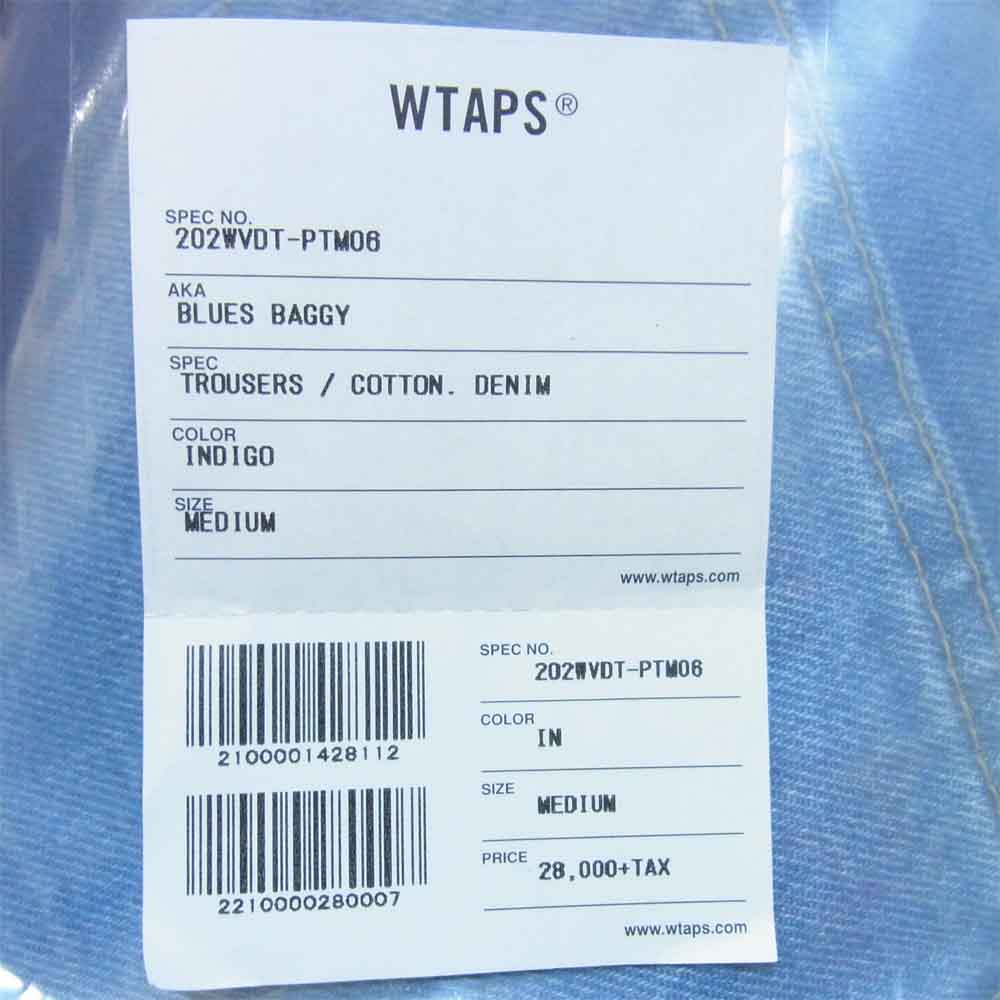 WTAPS®
SPEC NO.
202WVDT-PTM06
AKA
BLUES BAGGY
SPEC
TROUSERS / COTTON. DENIM
COLOR
INDIGO
SIZE
MEDIUM
www.wtaps.com
2100001428112
2210000280007
SPEC NO.
202WVDT-PTM06
COLOR
IN
SIZE
MEDIUM
PRICE
28,000+TAX
www.wtaps.com